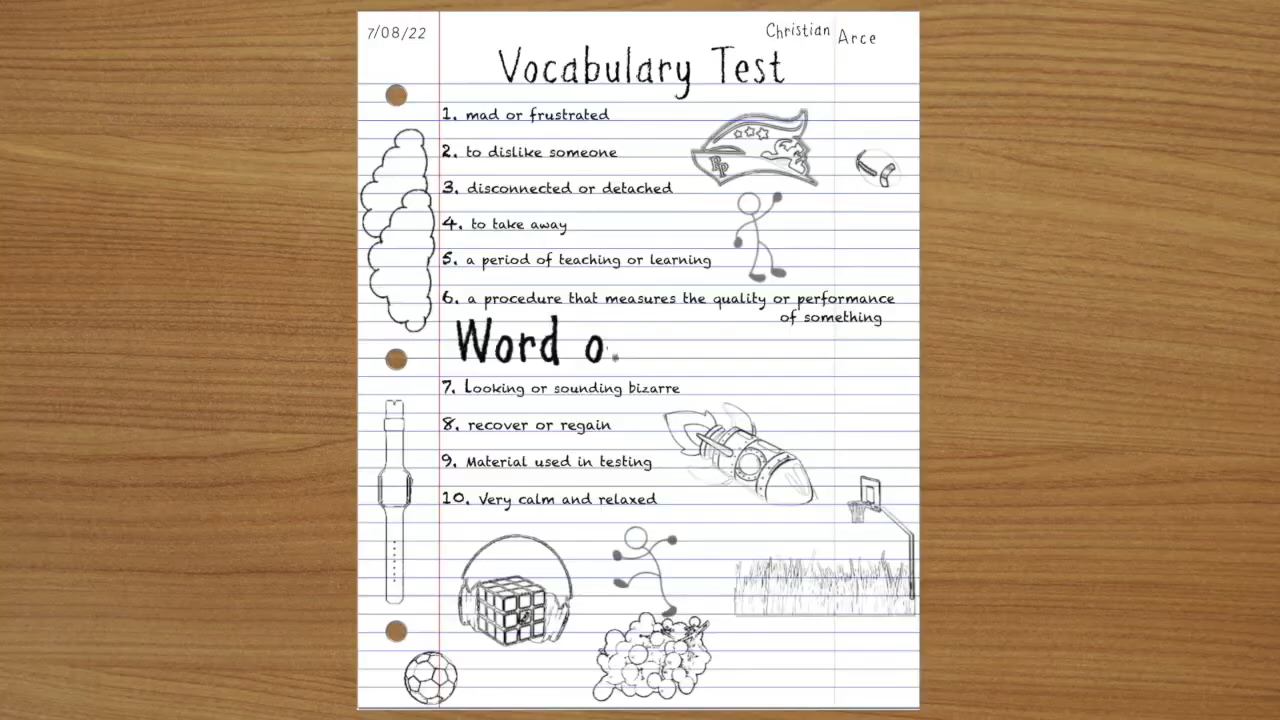 7/08/22
Christian Arce
Vocabulary Test
1. mad or frustrated
2. to dislike someone
3. disconnected or detached
4. to take away
5. a period of teaching or learning
6. a procedure that measures the quality or performance
of something
Word o
7. Looking or sounding bizarre
8. recover or regain
9. Material used in testing
10. Very calm and relaxed
PP